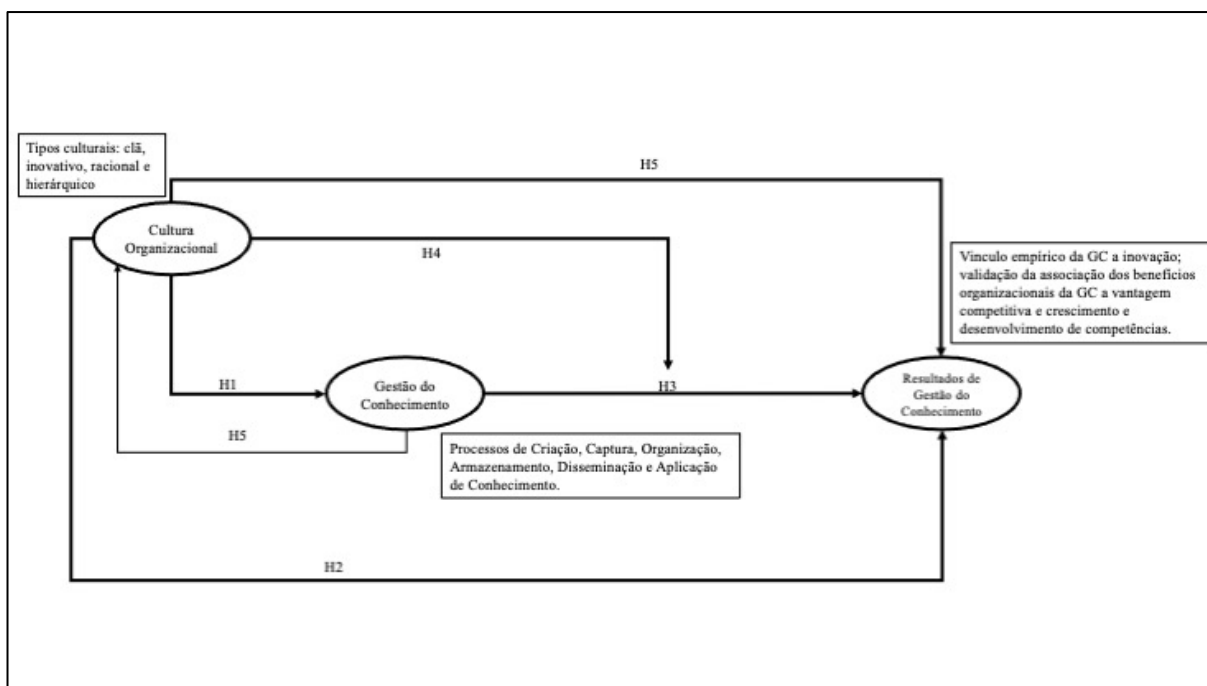 Tipos culturais: clã,
inovativo, racional e
hierárquico
H5
Cultura
Organizacional
H4
Vinculo empírico da GC a inovação;
validação da associação dos benefícios
organizacionais da GC a vantagem
competitiva e crescimento e
desenvolvimento de competências.
H1
Gestão do
Conhecimento
H3
Resultados de
Gestão do
Conhecimento
H5
Processos de Criação, Captura, Organização,
Armazenamento, Disseminação e Aplicação
de Conhecimento.
H2